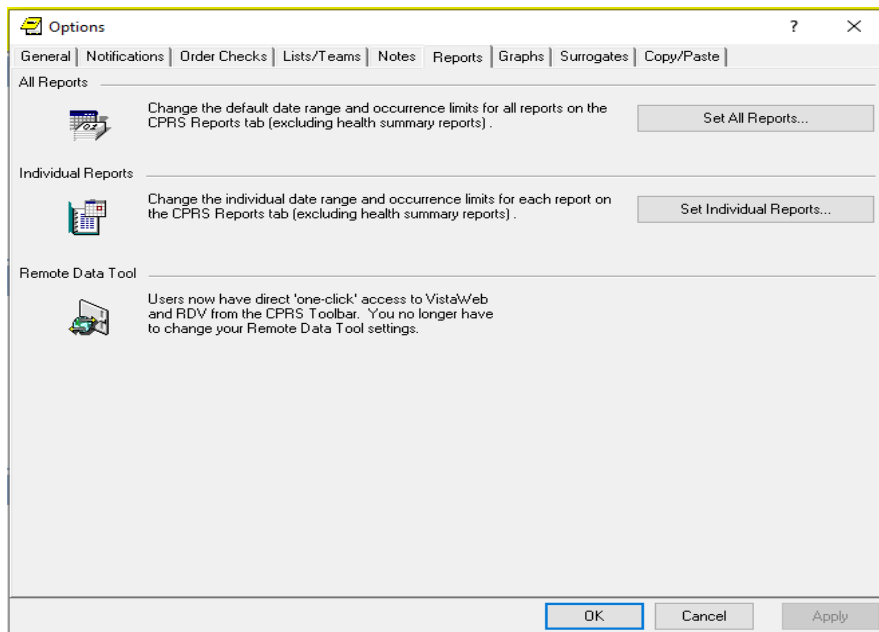 Options
General Notifications Order Checks Lists/Teams Notes Reports Graphs Surrogates Copy/Paste
All Reports
Change the default date range and occurrence limits for all reports on the
CPRS Reports tab (excluding health summary reports) .
Set All Reports...
Individual Reports
Change the individual date range and occurrence limits for each report on
the CPRS Reports tab (excluding health summary reports) .
Set Individual Reports...
Remote Data Tool
Users now have direct 'one-click' access to VistaWeb
and RDV from the CPRS Toolbar.  You no longer have
to change your Remote Data Tool settings.
OK Cancel Apply